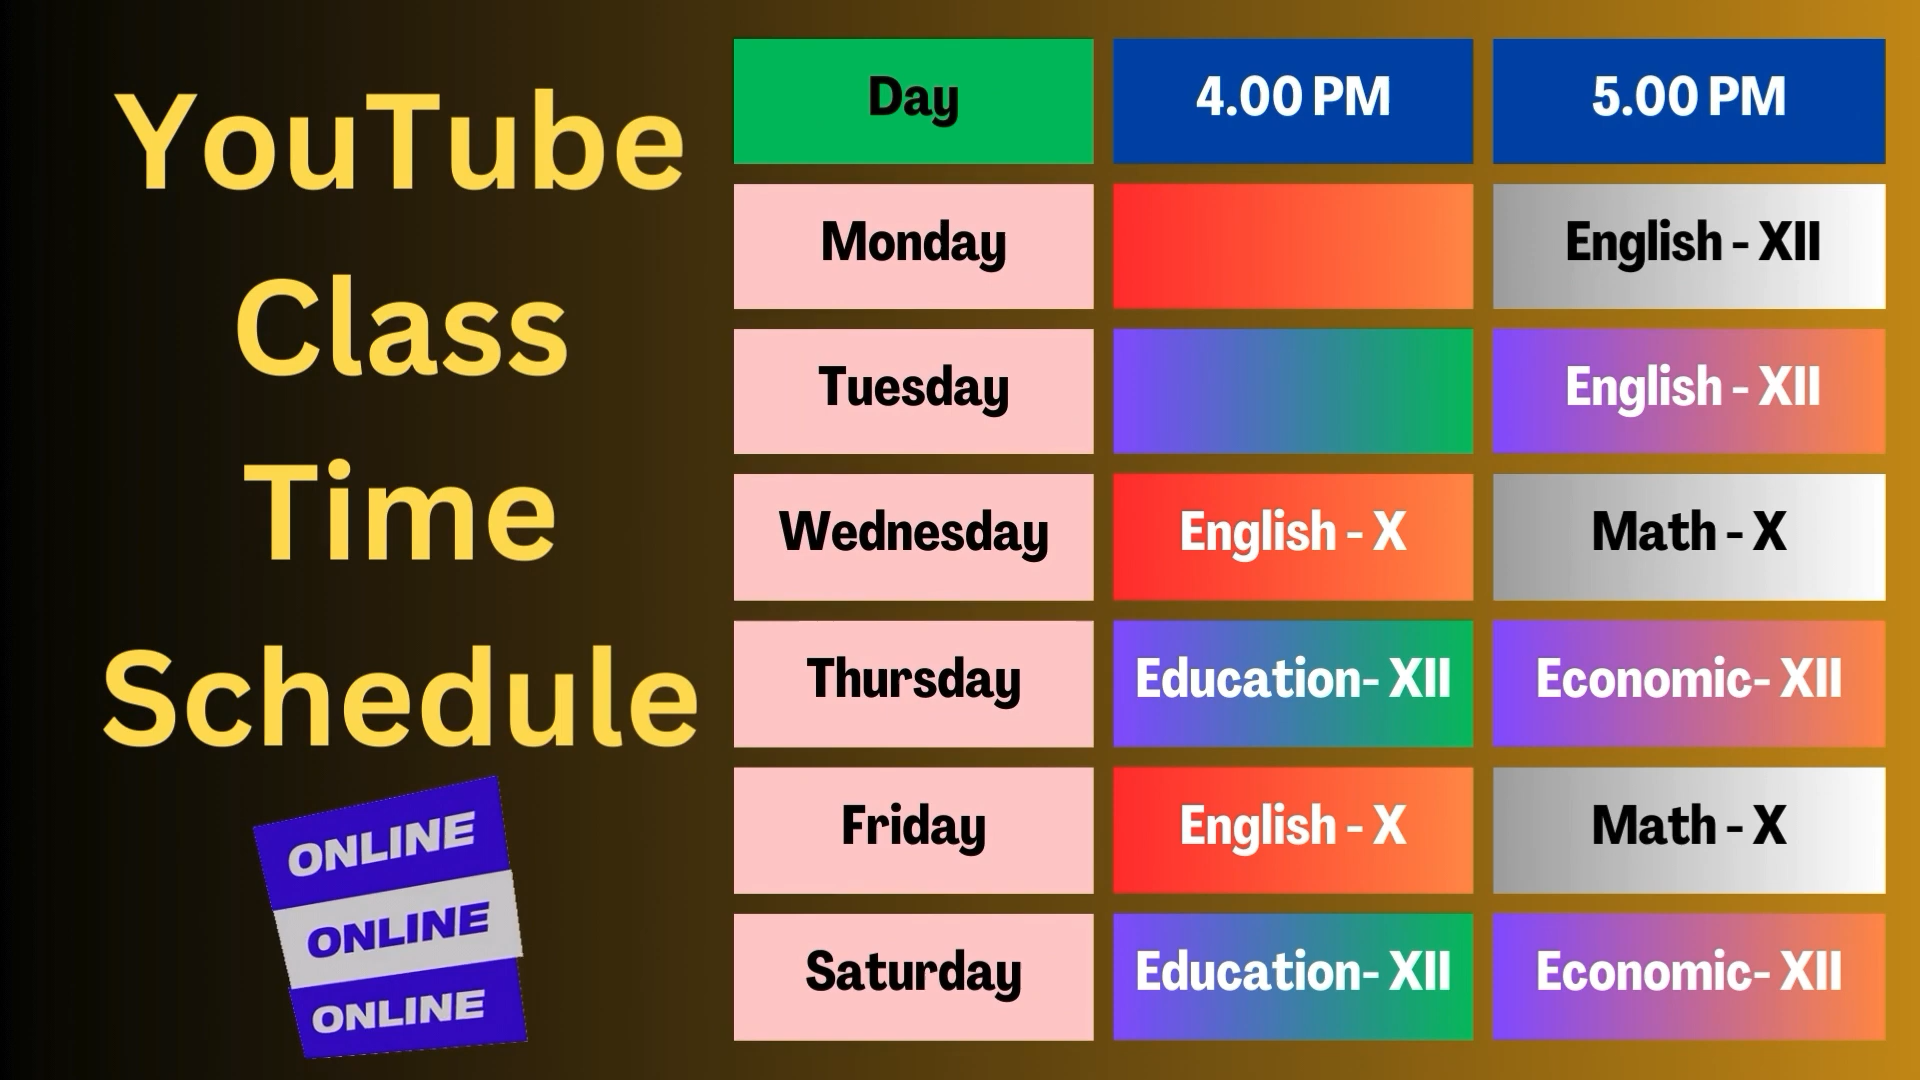 YouTube
Class
Time
Schedule
ONLINE
ONLINE
ONLINE
Day 4.00 PM 5.00 PM
Monday English - XII
Tuesday English - XII
Wednesday English - X Math - X
Thursday Education- XII Economic- XII
Friday English - X Math - X
Saturday Education- XII Economic- XII